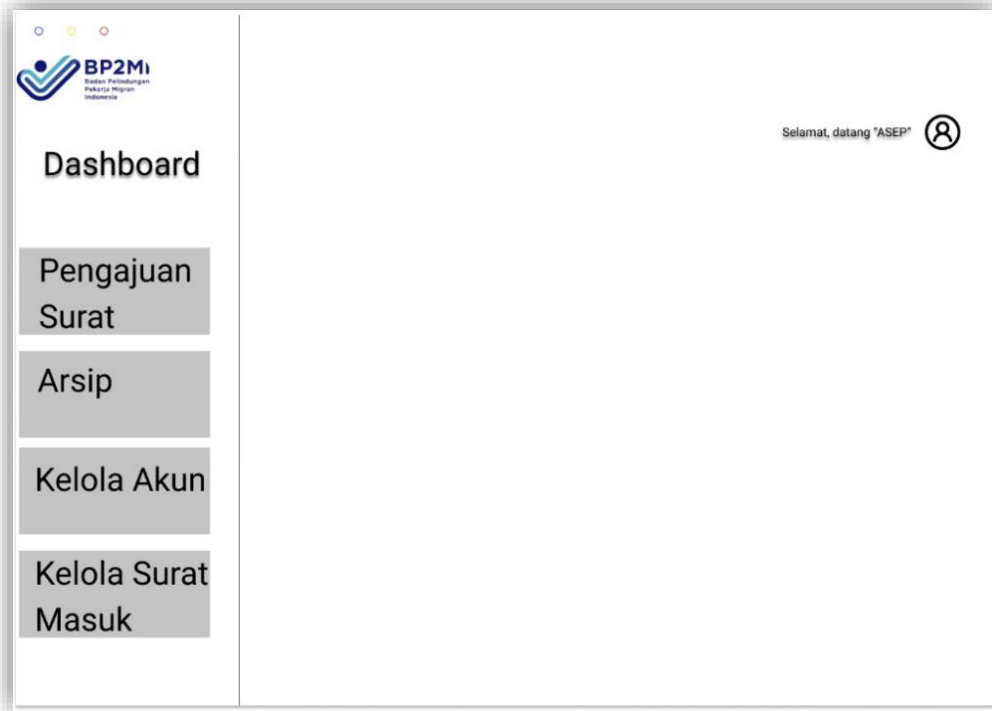 BP2MI
Badan Pelindungan
Pekerja Migran
Indonesia
Selamat, datang "ASEP"
Dashboard
Pengajuan
Surat
Arsip
Kelola Akun
Kelola Surat
Masuk